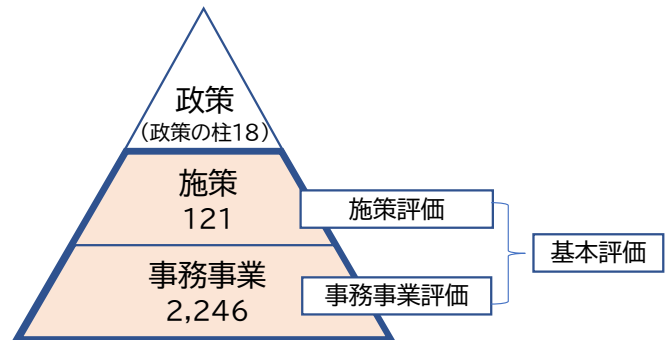 政策
(政策の柱18)
施策
121
施策評価
基本評価
事務事業
2,246
事務事業評価